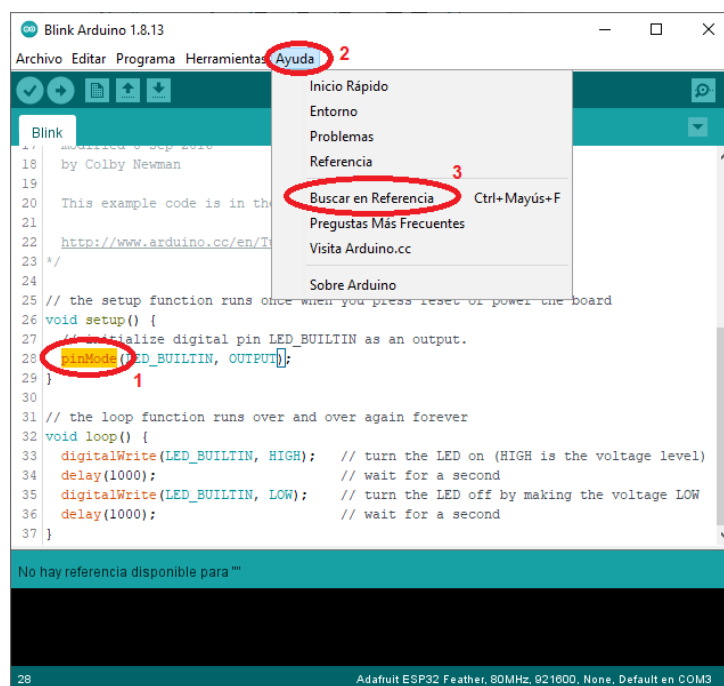 Blink Arduino 1.8.13
Archivo Editar Programa Herramientas Ayuda 2
Inicio Rápido
Entorno
Problemas
Referencia
3
Buscar en Referencia Ctrl+Mayús+F
Pregustas Más Frecuentes
Visita Arduino.cc
Sobre Arduino
Blink
18 by Colby Newman
19
20 This example code is in the
21
22 http://www.arduino.cc/en/Tu
23 */
24
25 // the setup function runs once when you press reset or power the board
26 void setup() {
27 // initialize digital pin LED_BUILTIN as an output.
28 pinMode(LED_BUILTIN, OUTPUT);
29 }
1
30
31 // the loop function runs over and over again forever
32 void loop() {
33 digitalWrite(LED_BUILTIN, HIGH); // turn the LED on (HIGH is the voltage level)
34 delay(1000); // wait for a second
35 digitalWrite(LED_BUILTIN, LOW); // turn the LED off by making the voltage LOW
36 delay(1000); // wait for a second
37 }
No hay referencia disponible para ""
28 Adafruit ESP32 Feather, 80MHz, 921600, None, Default en COM3